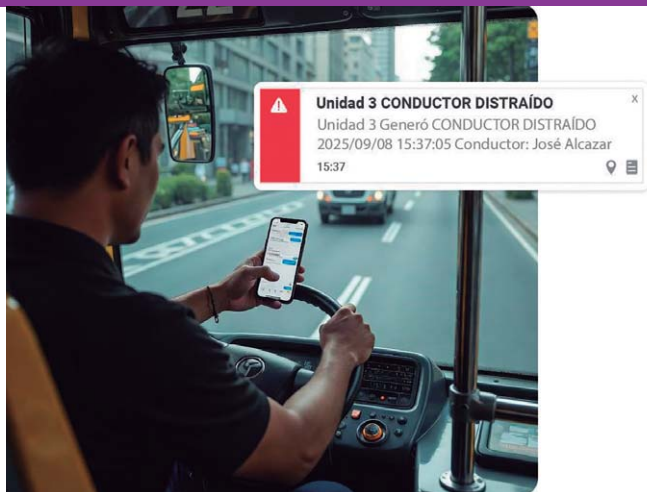 22
Unidad 3 CONDUCTOR DISTRAÍDO
x
Unidad 3 Generó CONDUCTOR DISTRAÍDO
2025/09/08 15:37:05 Conductor: José Alcazar
15:37